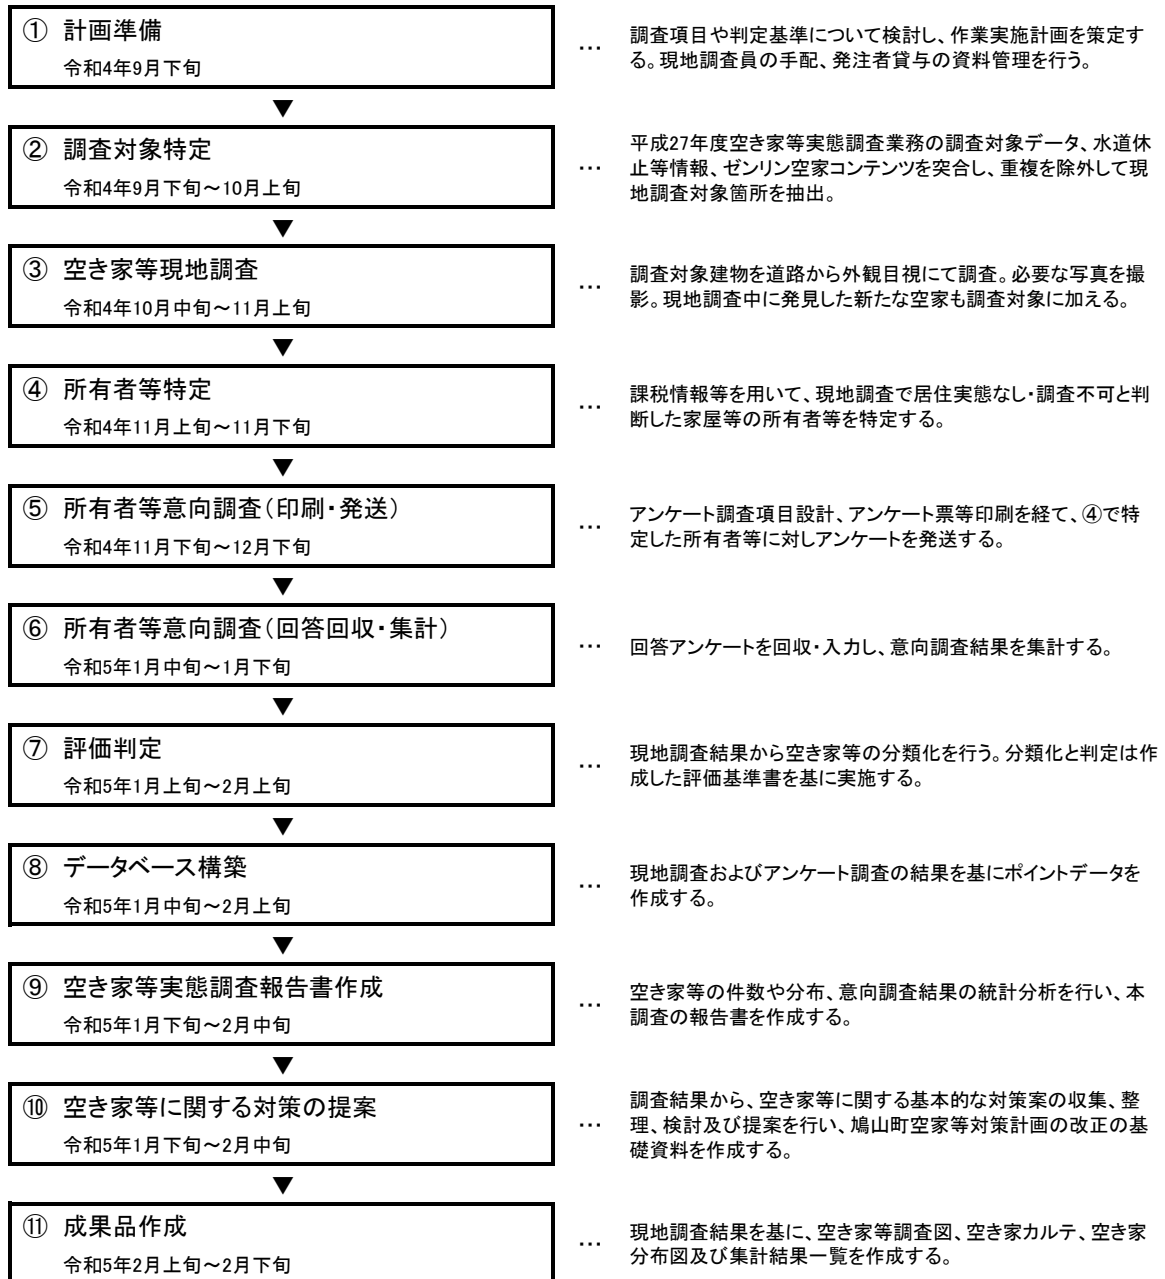 ① 計画準備
令和4年9月下旬
… 調査項目や判定基準について検討し、作業実施計画を策定す
る。現地調査員の手配、発注者貸与の資料管理を行う。
▼
② 調査対象特定
令和4年9月下旬～10月上旬
… 平成27年度空き家等実態調査業務の調査対象データ、水道休
止等情報、ゼンリン空家コンテンツを突合し、重複を除外して現
地調査対象箇所を抽出。
▼
③ 空き家等現地調査
令和4年10月中旬～11月上旬
… 調査対象建物を道路から外観目視にて調査。必要な写真を撮
影。現地調査中に発見した新たな空家も調査対象に加える。
▼
④ 所有者等特定
令和4年11月上旬～11月下旬
… 課税情報等を用いて、現地調査で居住実態なし・調査不可と判
断した家屋等の所有者等を特定する。
▼
⑤ 所有者等意向調査（印刷・発送）
令和4年11月下旬～12月下旬
… アンケート調査項目設計、アンケート票等印刷を経て、④で特
定した所有者等に対しアンケートを発送する。
▼
⑥ 所有者等意向調査（回答回収・集計）
令和5年1月中旬～1月下旬
… 回答アンケートを回収・入力し、意向調査結果を集計する。
▼
⑦ 評価判定
令和5年1月上旬～2月上旬
… 現地調査結果から空き家等の分類化を行う。分類化と判定は作
成した評価基準書を基に実施する。
▼
⑧ データベース構築
令和5年1月中旬～2月上旬
… 現地調査およびアンケート調査の結果を基にポイントデータを
作成する。
▼
⑨ 空き家等実態調査報告書作成
令和5年1月下旬～2月中旬
… 空き家等の件数や分布、意向調査結果の統計分析を行い、本
調査の報告書を作成する。
▼
⑩ 空き家等に関する対策の提案
令和5年1月下旬～2月中旬
… 調査結果から、空き家等に関する基本的な対策案の収集、整
理、検討及び提案を行い、鳩山町空家等対策計画の改正の基
礎資料を作成する。
▼
⑪ 成果品作成
令和5年2月上旬～2月下旬
… 現地調査結果を基に、空き家等調査図、空き家カルテ、空き家
分布図及び集計結果一覧を作成する。